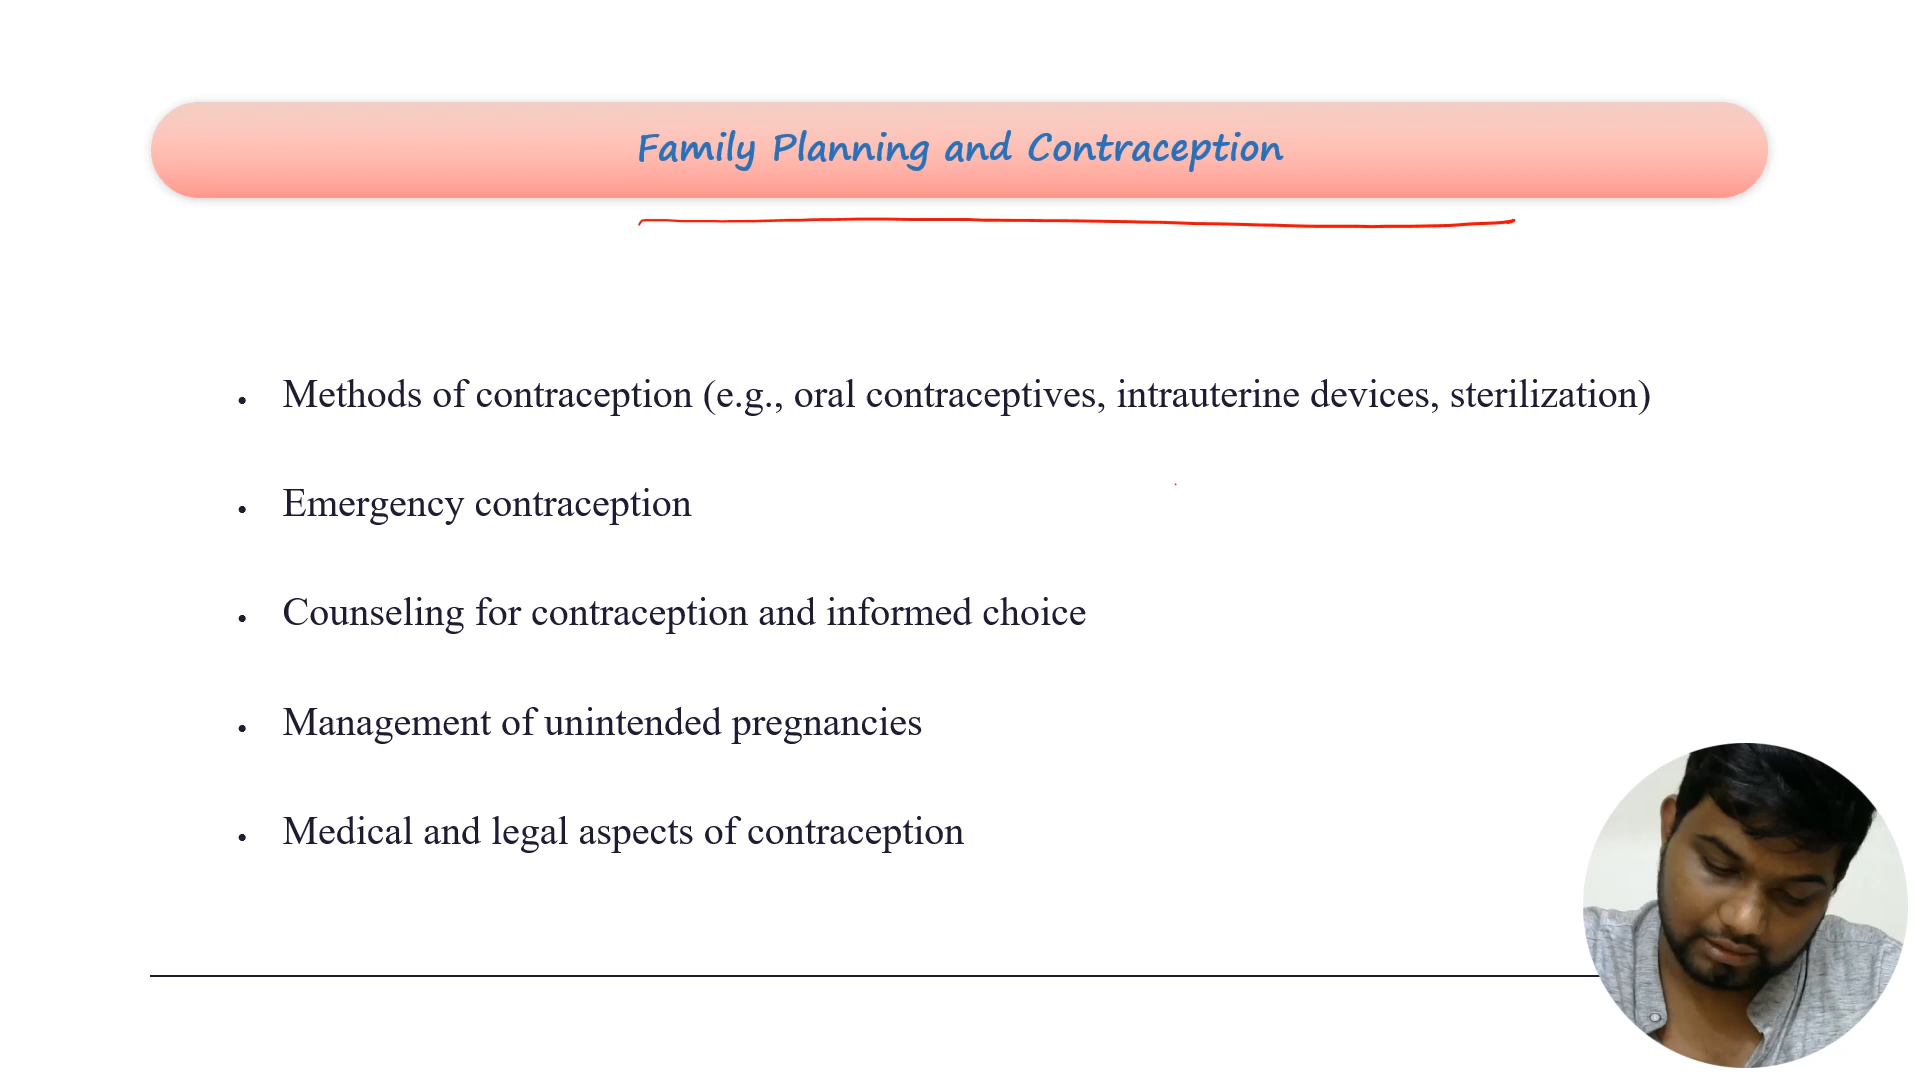 Family Planning and Contraception
• Methods of contraception (e.g., oral contraceptives, intrauterine devices, sterilization)
• Emergency contraception
• Counseling for contraception and informed choice
• Management of unintended pregnancies
• Medical and legal aspects of contraception